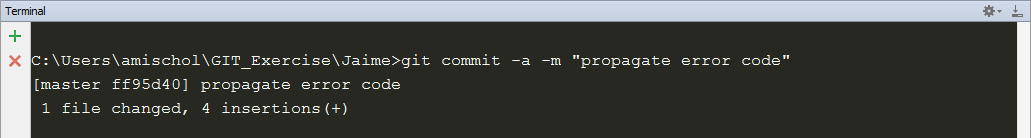 Terminal
C:\Users\amischol\GIT_Exercise\Jaime>git commit -a -m "propagate error code"
[master ff95d40] propagate error code
 1 file changed, 4 insertions(+)